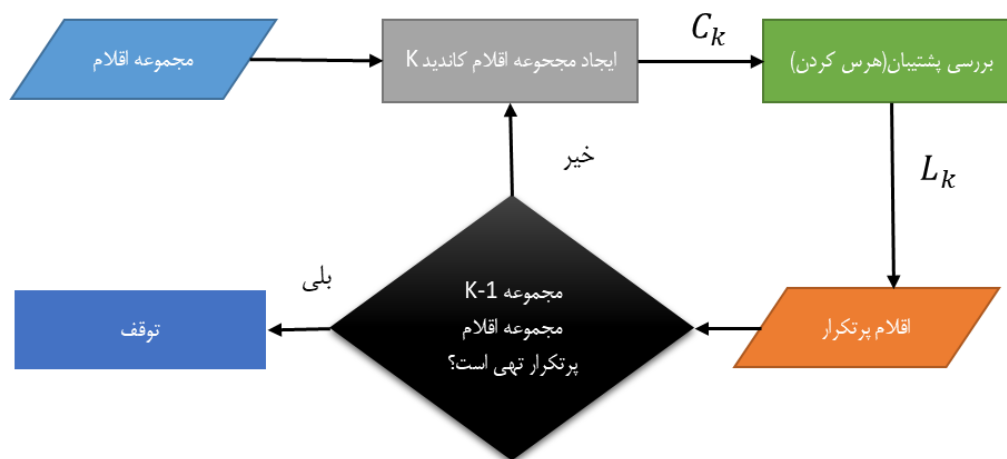 مجموعه اقلام
ایجاد مجحوعه اقلام کاندید K
C_k
بررسی پشتیبان(هرس کردن)
L_k
خیر
بلی
توقف
مجموعه K-1
مجموعه اقلام
پرتکرار تهی است؟
اقلام پرتکرار